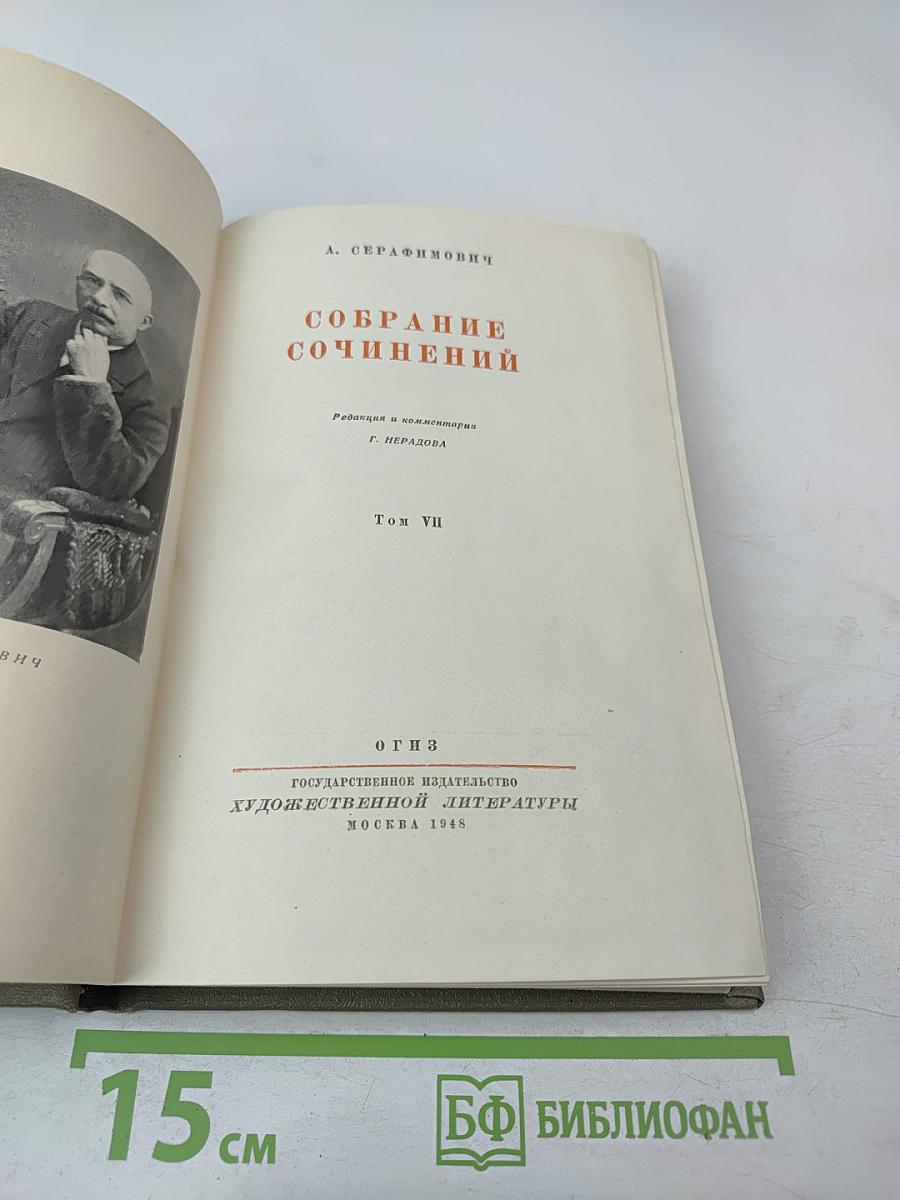 ВИЧ
А. СЕРАФИМОВИЧ
СОБРАНИЕ
СОЧИНЕНИЙ
Редакция и комментарии
Г. НЕРАДОВА
Том VII
ОГИЗ
ГОСУДАРСТВЕННОЕ ИЗДАТЕЛЬСТВО
ХУДОЖЕСТВЕННОЙ ЛИТЕРАТУРЫ
МОСКВА 1948
15 см
БФ БИБЛИОФАН